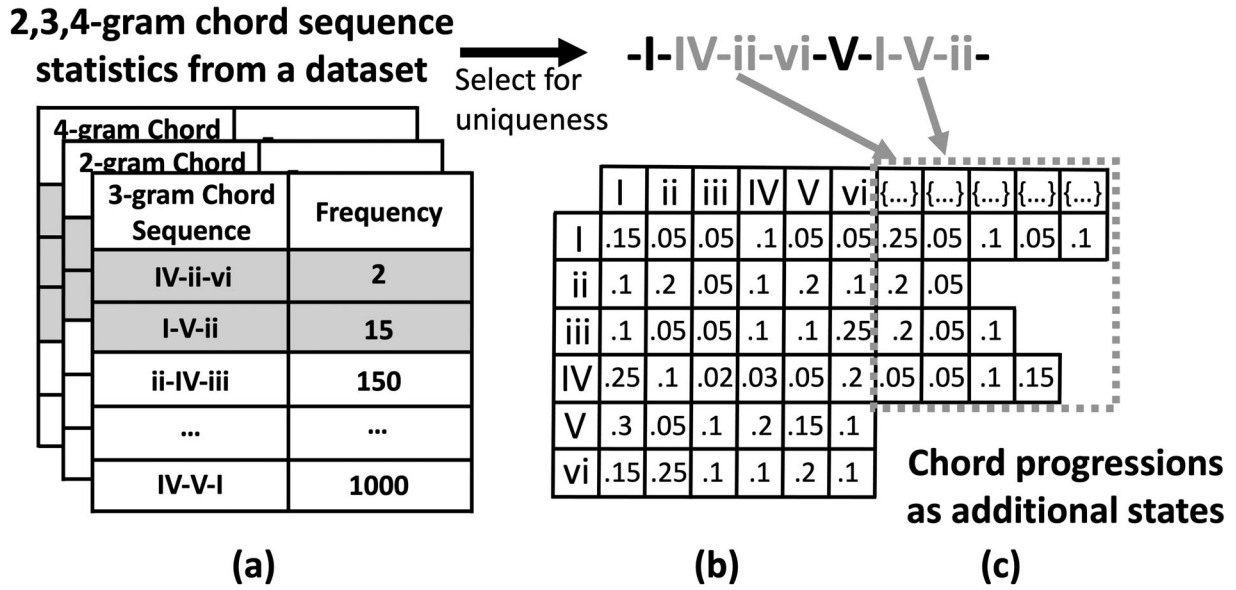 2,3,4-gram chord sequence
statistics from a dataset
Select for
uniqueness
-I-IV-ii-vi-V-I-V-ii-
4-gram Chord
2-gram Chord
3-gram Chord
Sequence
Frequency
IV-ii-vi 2
I-V-ii 15
ii-IV-iii 150
... ...
IV-V-I 1000
I ii iii IV V vi {...} {...} {...} {...} {...}
I .15 .05 .05 .1 .05 .05 .25 .05 .1 .05 .1
ii .1 .2 .05 .1 .2 .1 .2 .05
iii .1 .05 .05 .1 .1 .25 .2 .05 .1
IV .25 .1 .02 .03 .05 .2 .05 .05 .1 .15
V .3 .05 .1 .2 .15 .1
vi .15 .25 .1 .1 .2 .1
Chord progressions
as additional states
(a) (b) (c)